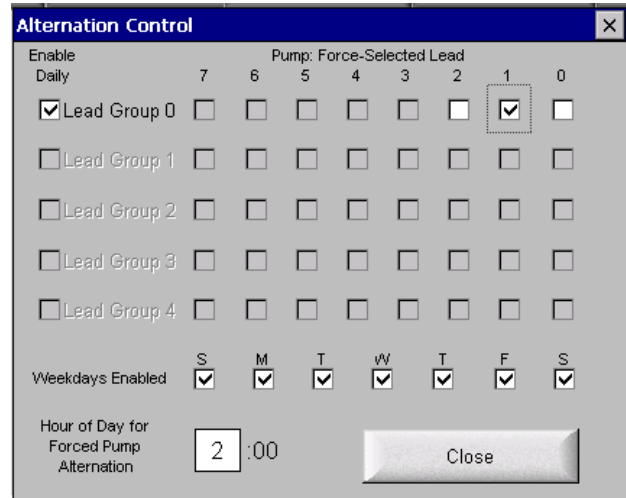 Alternation Control
Enable Pump: Force-Selected Lead
Daily 7 6 5 4 3 2 1 0
Lead Group 0
Lead Group 1
Lead Group 2
Lead Group 3
Lead Group 4
S M T W T F S
Weekdays Enabled
Hour of Day for
Forced Pump
Alternation
2 :00
Close